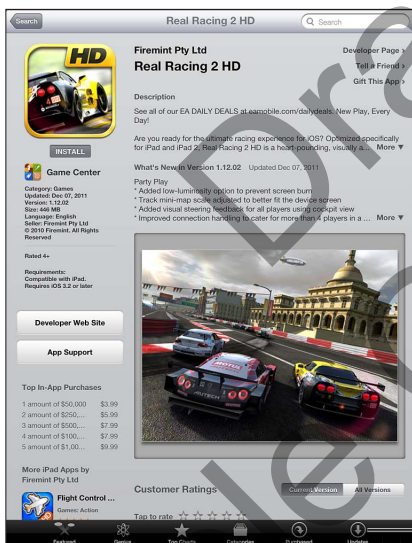 Search
Real Racing 2 HD
Search
HD
INSTALL
Game Center
Category: Games
Updated: Dec 07, 2011
Version: 1.12.02
Size: 446 MB
Language: English
Seller: Firemint Pty Ltd
© 2010 Firemint. All Rights
Reserved
Rated 4+
Requirements:
Compatible with iPad.
Requires iOS 3.2 or later
Developer Web Site
App Support
Top In-App Purchases
1 amount of $50,000 $3.99
2 amount of $250,... $5.99
3 amount of $500,... $7.99
4 amount of $100,... $7.99
5 amount of $1,00... $9.99
More iPad Apps by
Firemint Pty Ltd
Flight Control ...
Games: Action
Firemint Pty Ltd
Real Racing 2 HD
Developer Page ›
Tell a Friend ›
Gift This App ›
Description
See all of our EA DAILY DEALS at eamobile.com/dailydeals. New Play, Every
Day!
Are you ready for the ultimate racing experience for iOS? Optimized specifically
for iPad and iPad 2, Real Racing 2 HD is a heart-pounding, visually a... More ▼
What's New in Version 1.12.02 Updated Dec 07, 2011
Party Play
* Added low-luminosity option to prevent screen burn
* Track mini-map scale adjusted to better fit the device screen
* Added visual steering feedback for all players using cockpit view
* Improved connection handling to cater for more than 4 players in a ... More ▼
MOTUL
AUTECH
Customer Ratings
Current Version
All Versions
Tap to rate ☆ ☆ ☆ ☆ ☆
Featured
Genius
Top Charts
Categories
Purchased
Updates